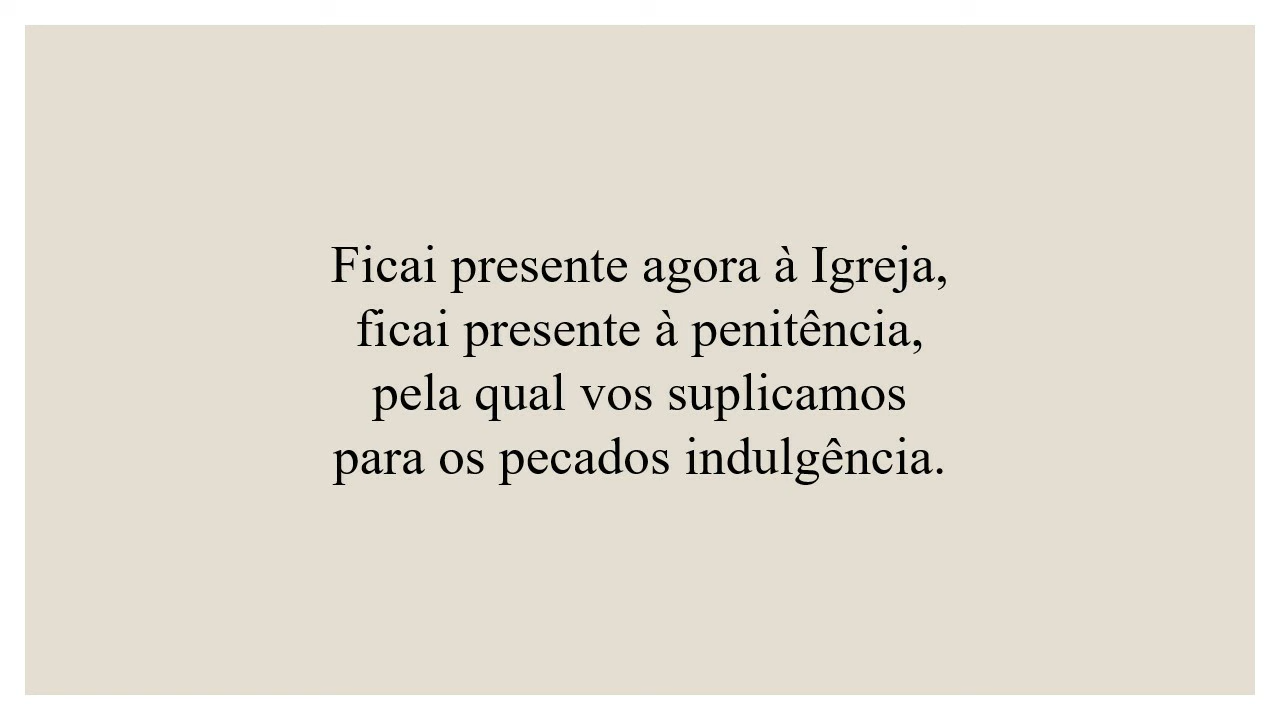 Ficai presente agora à Igreja,
ficai presente à penitência,
pela qual vos suplicamos
para os pecados indulgência.